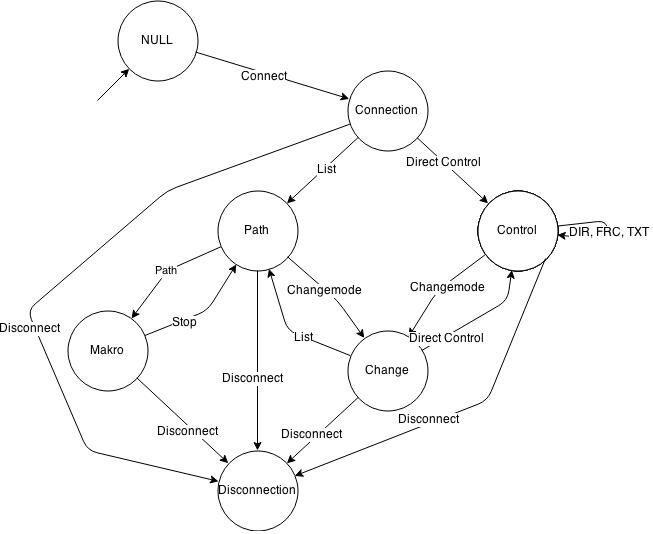 NULL
Connect
Connection
List
Direct Control
Path
Control
DIR, FRC, TXT
Path
Changemode
Changemode
Stop
Disconnect
List
Direct Control
Makro
Change
Disconnect
Disconnect
Disconnect
Disconnect
Disconnection